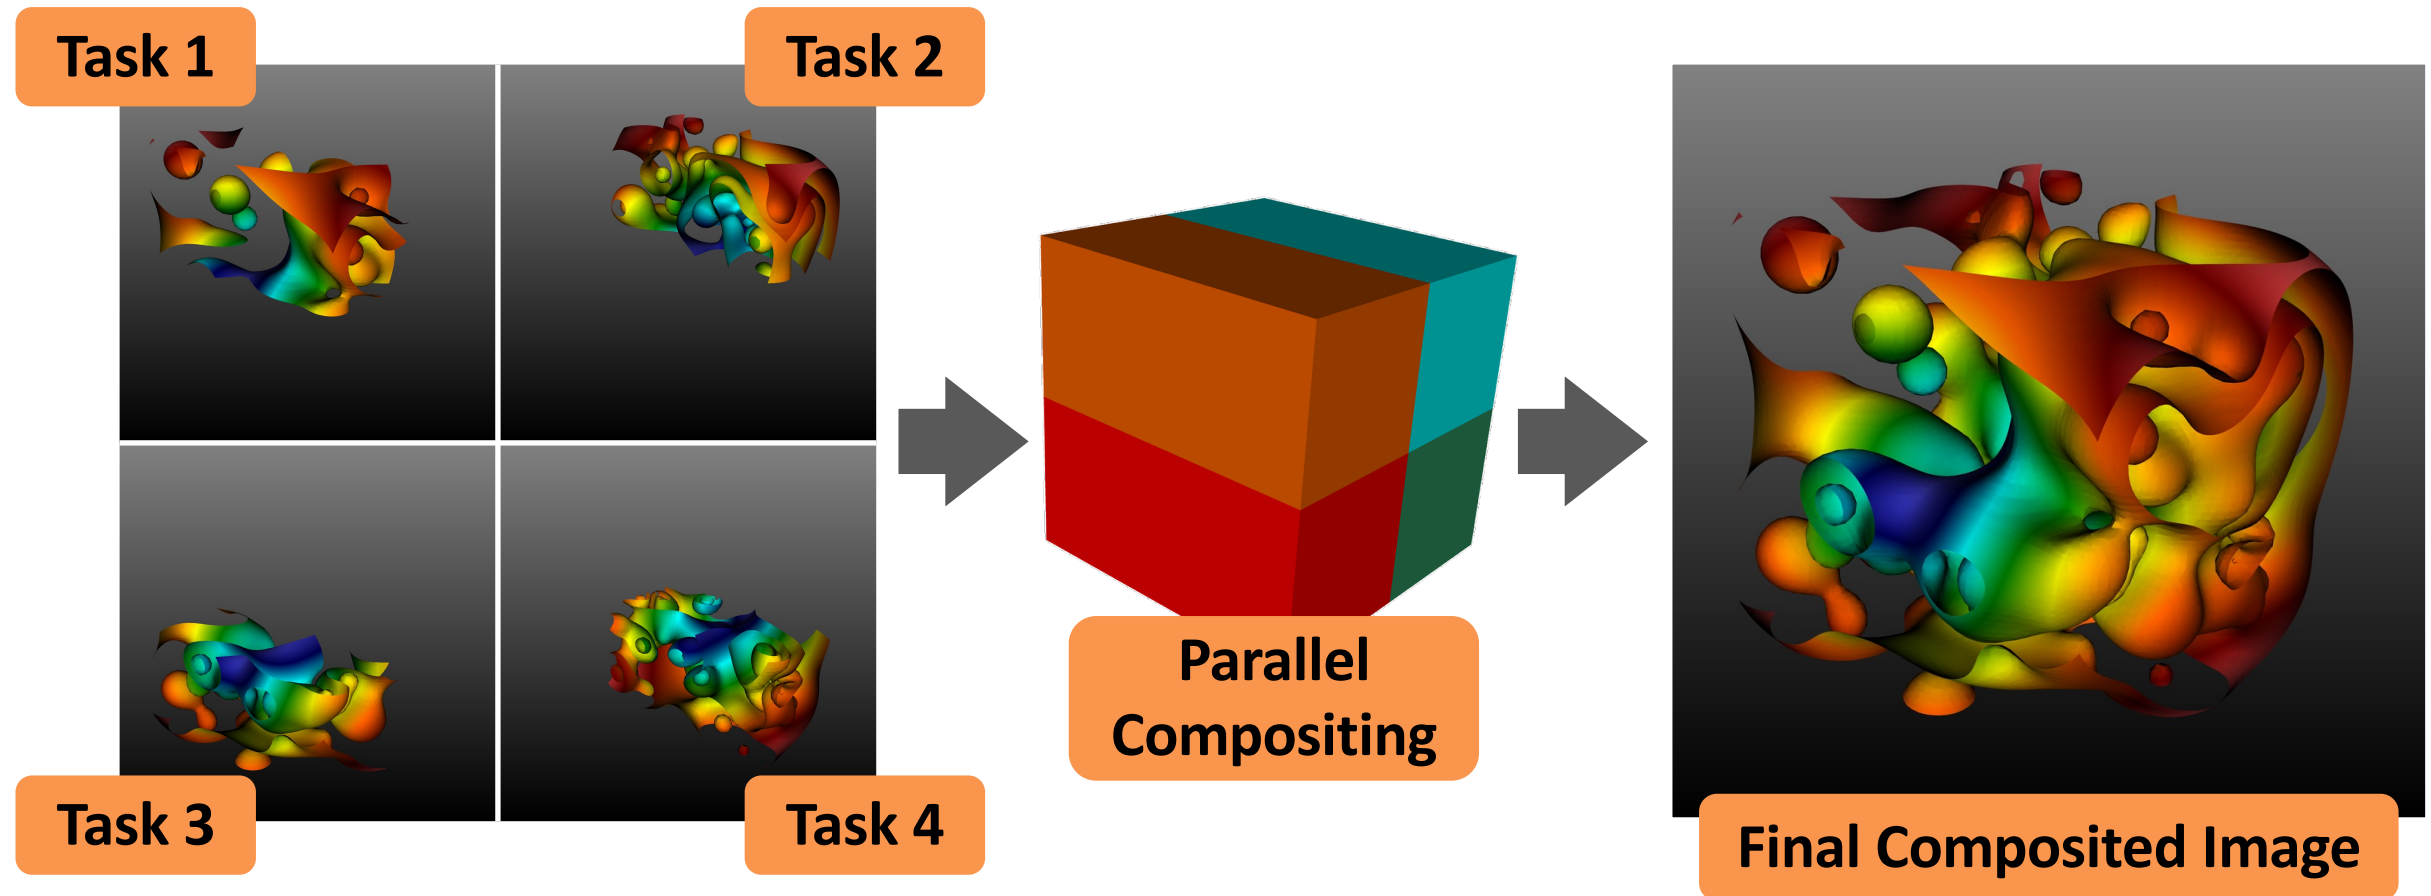 Task 1
Task 2
Task 3
Task 4
Parallel
Compositing
Final Composited Image